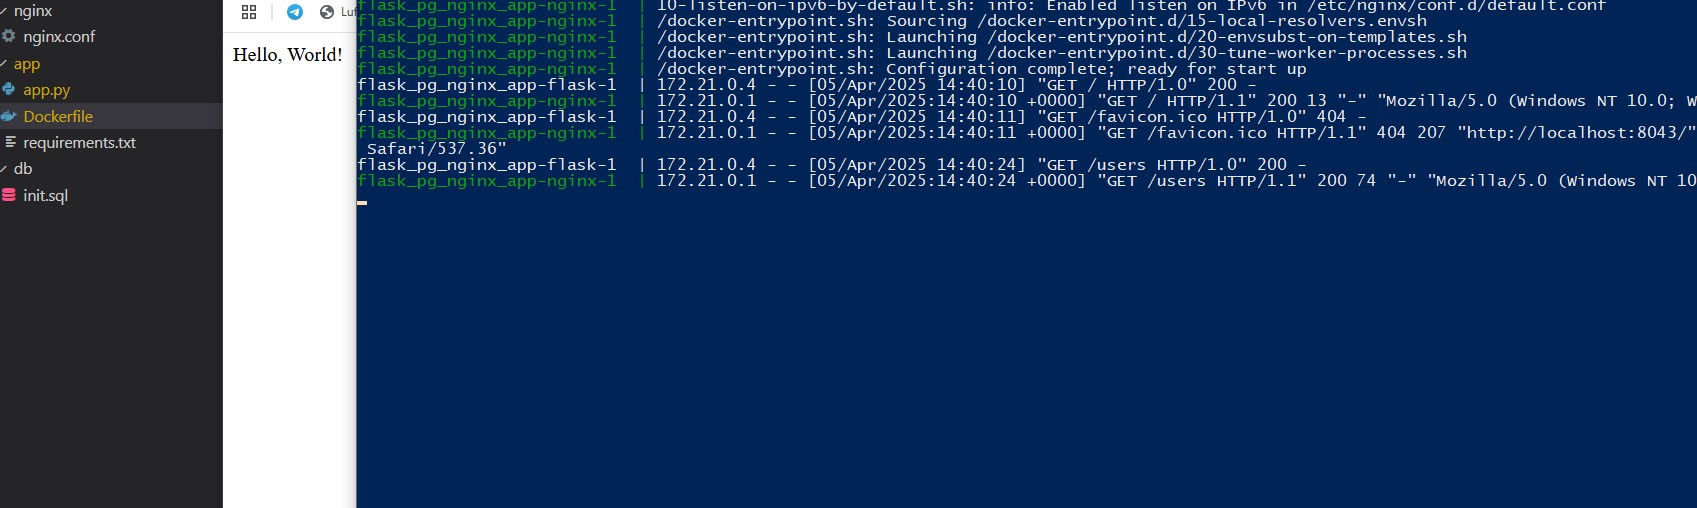 nginx
nginx.conf
app
app.py
Dockerfile
requirements.txt
db
init.sql
Hello, World!
flask_pg_nginx_app-nginx-1 | 10-listen-on-ipv6-by-default.sh: info: Enabled listen on IPv6 in /etc/nginx/conf.d/default.conf
flask_pg_nginx_app-nginx-1 | /docker-entrypoint.sh: Sourcing /docker-entrypoint.d/15-local-resolvers.envsh
flask_pg_nginx_app-nginx-1 | /docker-entrypoint.sh: Launching /docker-entrypoint.d/20-envsubst-on-templates.sh
flask_pg_nginx_app-nginx-1 | /docker-entrypoint.sh: Launching /docker-entrypoint.d/30-tune-worker-processes.sh
flask_pg_nginx_app-nginx-1 | /docker-entrypoint.sh: Configuration complete; ready for start up
flask_pg_nginx_app-flask-1 | 172.21.0.4 - - [05/Apr/2025 14:40:10] "GET / HTTP/1.0" 200 -
flask_pg_nginx_app-nginx-1 | 172.21.0.1 - - [05/Apr/2025:14:40:10 +0000] "GET / HTTP/1.1" 200 13 "-" "Mozilla/5.0 (Windows NT 10.0; W
flask_pg_nginx_app-flask-1 | 172.21.0.4 - - [05/Apr/2025 14:40:11] "GET /favicon.ico HTTP/1.0" 404 -
flask_pg_nginx_app-nginx-1 | 172.21.0.1 - - [05/Apr/2025:14:40:11 +0000] "GET /favicon.ico HTTP/1.1" 404 207 "http://localhost:8043/"
Safari/537.36"
flask_pg_nginx_app-flask-1 | 172.21.0.4 - - [05/Apr/2025 14:40:24] "GET /users HTTP/1.0" 200 -
flask_pg_nginx_app-nginx-1 | 172.21.0.1 - - [05/Apr/2025:14:40:24 +0000] "GET /users HTTP/1.1" 200 74 "-" "Mozilla/5.0 (Windows NT 10